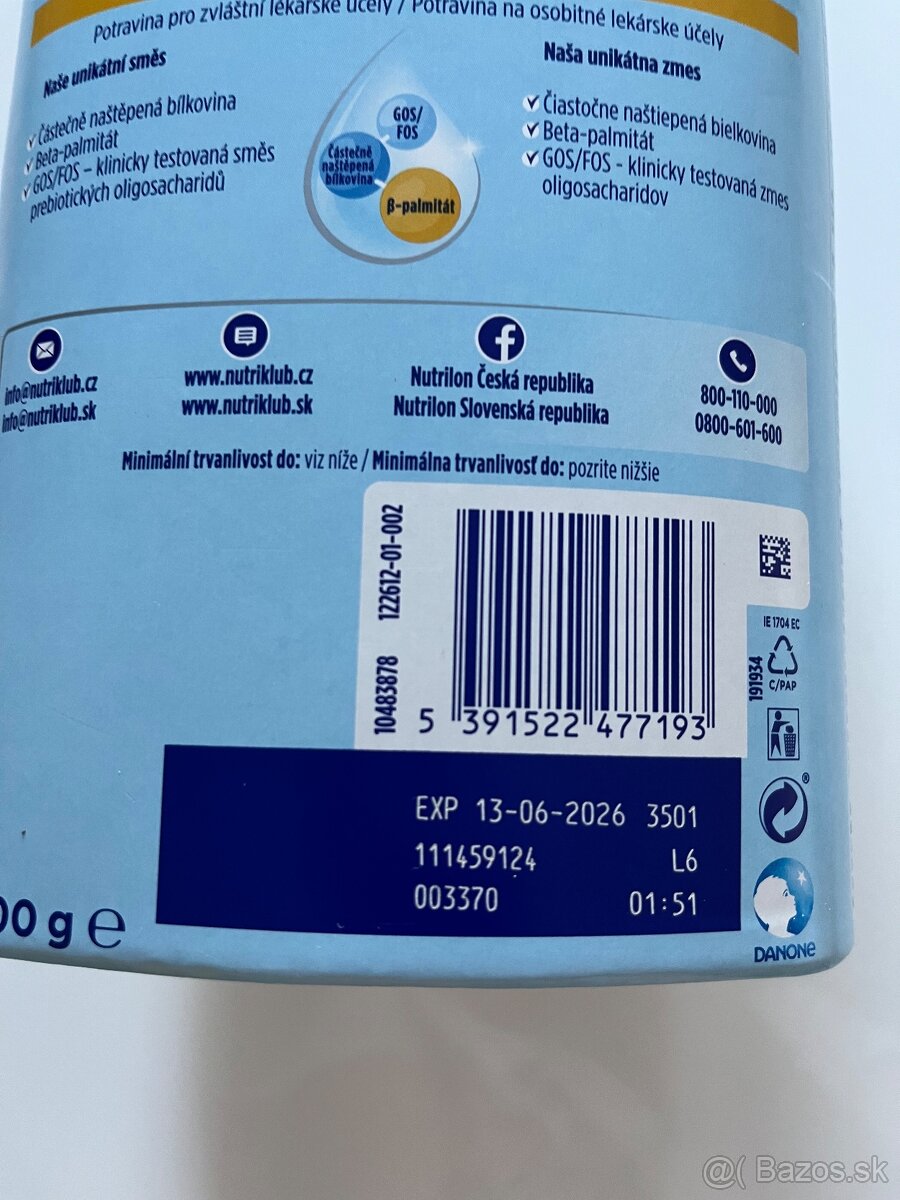 Potravina pro zvláštní lékařské účely / Potravina na osobitné lekárske účely
Naše unikátní směs
Částečně naštěpená bílkovina
Beta-palmitát
GOS/FOS – klinicky testovaná směs
prebiotických oligosacharidů
GOS/
FOS
Částečně
naštěpená
bílkovina
β-palmitát
Naša unikátna zmes
Čiastočne naštiepená bielkovina
Beta-palmitát
GOS/FOS - klinicky testovaná zmes
oligosacharidov
info@nutriklub.cz
info@nutriklub.sk
www.nutriklub.cz
www.nutriklub.sk
Nutrilon Česká republika
Nutrilon Slovenská republika
800-110-000
0800-601-600
Minimální trvanlivost do: viz níže / Minimálna trvanlivosť do: pozrite nižšie
10483878 122612-01-002
5 391522 477193
IE 1704 EC
191934
C/PAP
EXP 13-06-2026 3501
111459124 L6
003370 01:51
00 g e
DANONE
@( Bazos.sk